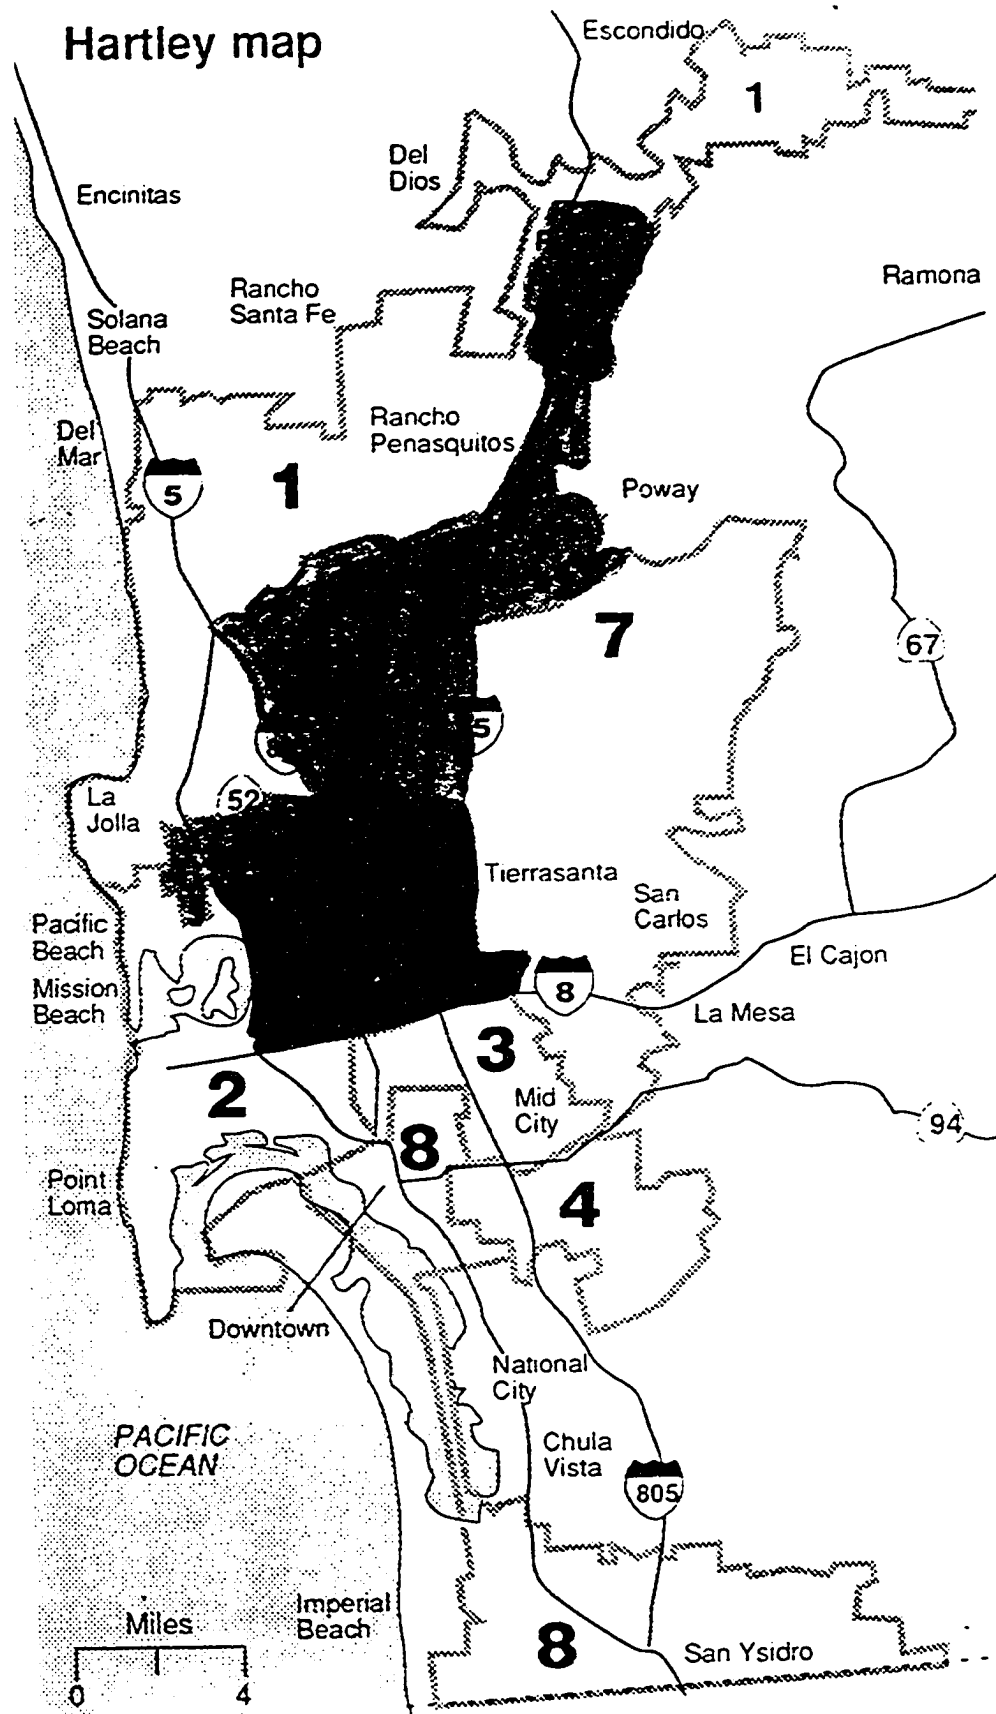 Hartley map
Escondido
1
Del
Dios
Encinitas
Ramona
Rancho
Santa Fe
Solana
Beach
Del
Mar
Rancho
Penasquitos
5
1
Poway
7
67
5
52
La
Jolla
Tierrasanta
San
Carlos
Pacific
Beach
El Cajon
Mission
Beach
8
La Mesa
3
2
Mid
City
94
8
Point
Loma
4
Downtown
National
City
PACIFIC
OCEAN
Chula
Vista
805
Imperial
Beach
Miles
0
4
8
San Ysidro